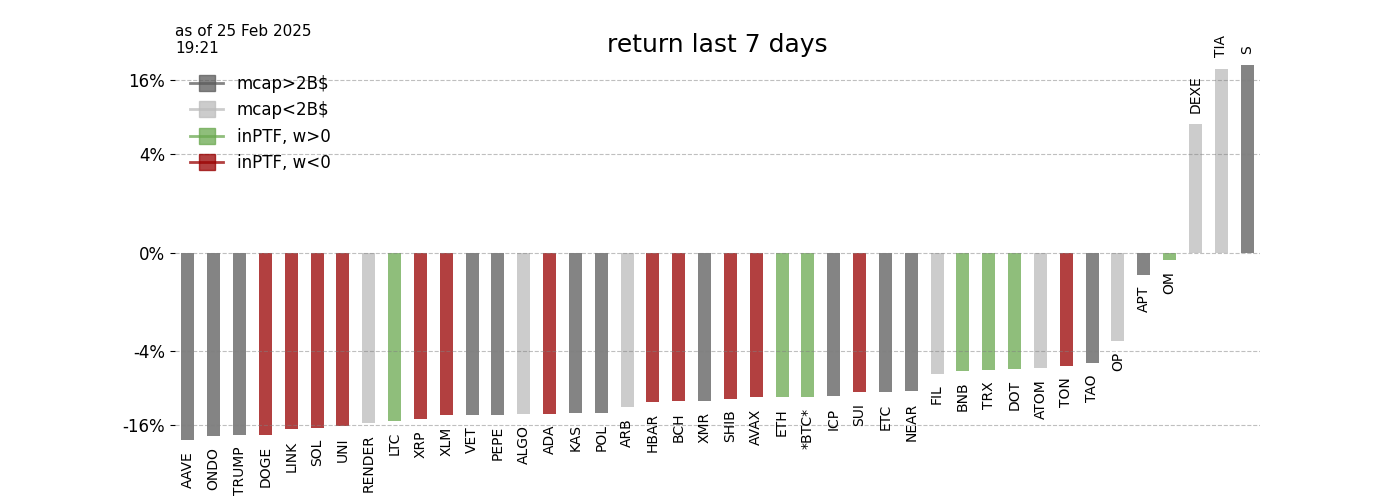 as of 25 Feb 2025
19:21
return last 7 days
mcap>2B$
mcap<2B$
inPTF, w>0
inPTF, w<0
16%
4%
0%
-4%
-16%
AAVE
ONDO
TRUMP
DOGE
LINK
SOL
UNI
RENDER
LTC
XRP
XLM
VET
PEPE
ALGO
ADA
KAS
POL
ARB
HBAR
BCH
XMR
SHIB
AVAX
ETH
*BTC*
ICP
SUI
ETC
NEAR
FIL
BNB
TRX
DOT
ATOM
TON
TAO
OP
APT
OM
DEXE
TIA
S